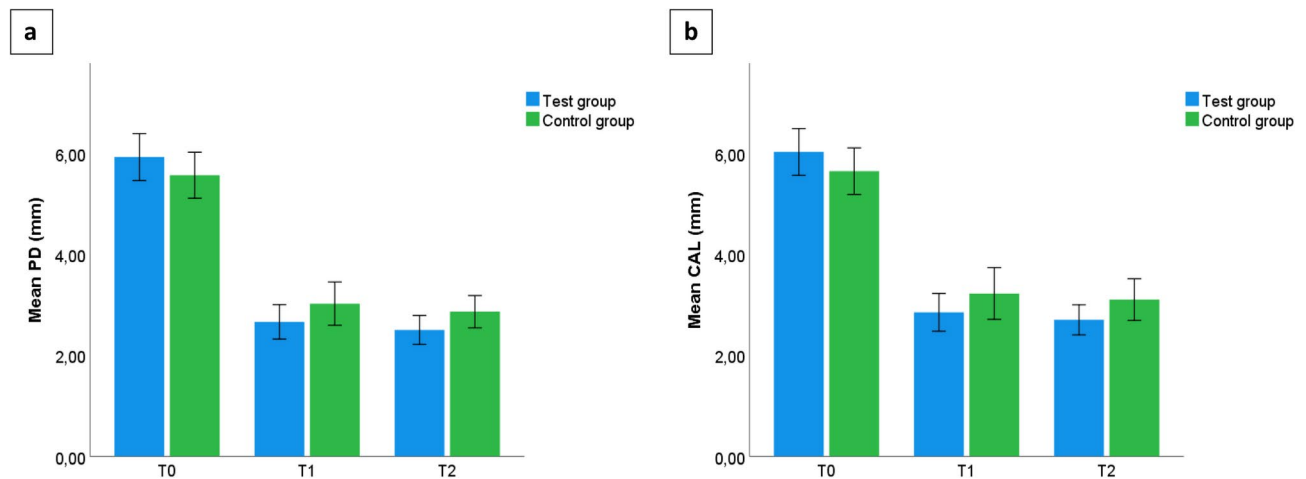 a
Mean PD (mm)
6,00
4,00
2,00
0,00
T0 T1 T2
Test group
Control group
b
Mean CAL (mm)
6,00
4,00
2,00
0,00
T0 T1 T2
Test group
Control group